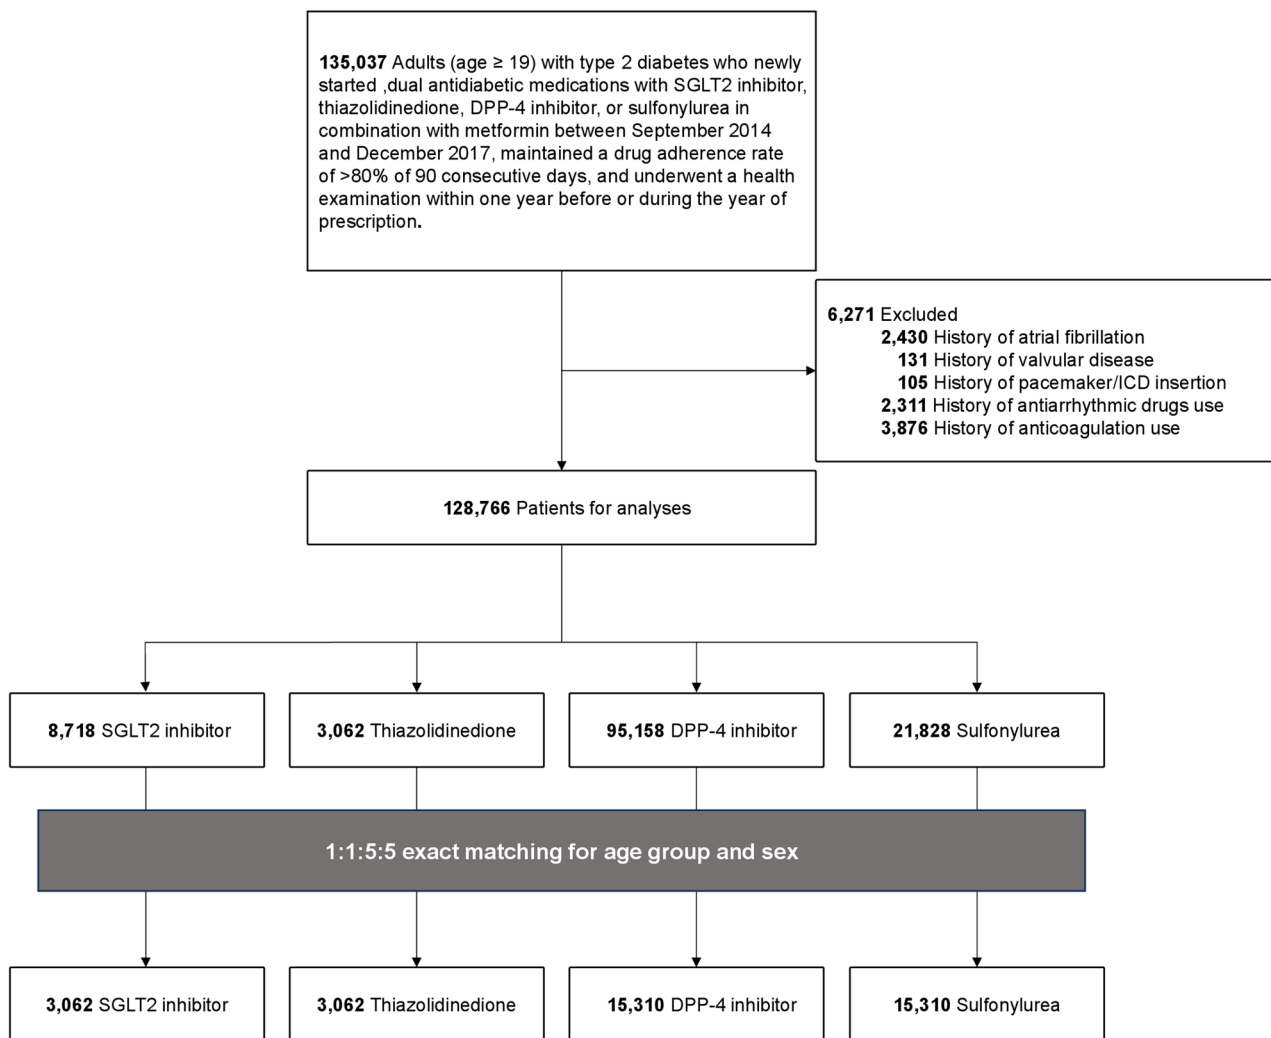 135,037 Adults (age ≥ 19) with type 2 diabetes who newly
started ,dual antidiabetic medications with SGLT2 inhibitor,
thiazolidinedione, DPP-4 inhibitor, or sulfonylurea in
combination with metformin between September 2014
and December 2017, maintained a drug adherence rate
of >80% of 90 consecutive days, and underwent a health
examination within one year before or during the year of
prescription.
6,271 Excluded
2,430 History of atrial fibrillation
131 History of valvular disease
105 History of pacemaker/ICD insertion
2,311 History of antiarrhythmic drugs use
3,876 History of anticoagulation use
128,766 Patients for analyses
8,718 SGLT2 inhibitor
3,062 Thiazolidinedione
95,158 DPP-4 inhibitor
21,828 Sulfonylurea
1:1:5:5 exact matching for age group and sex
3,062 SGLT2 inhibitor
3,062 Thiazolidinedione
15,310 DPP-4 inhibitor
15,310 Sulfonylurea